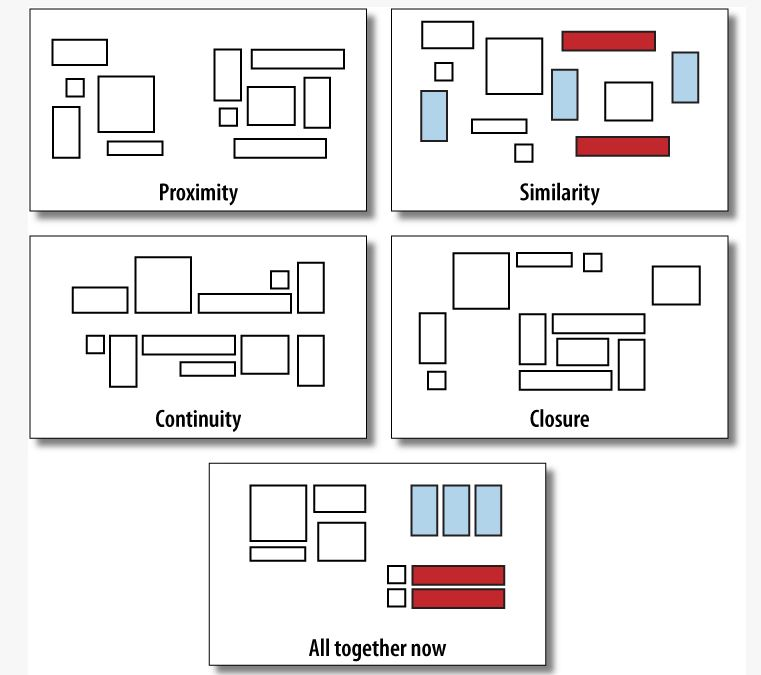 Proximity
Similarity
Continuity
Closure
All together now